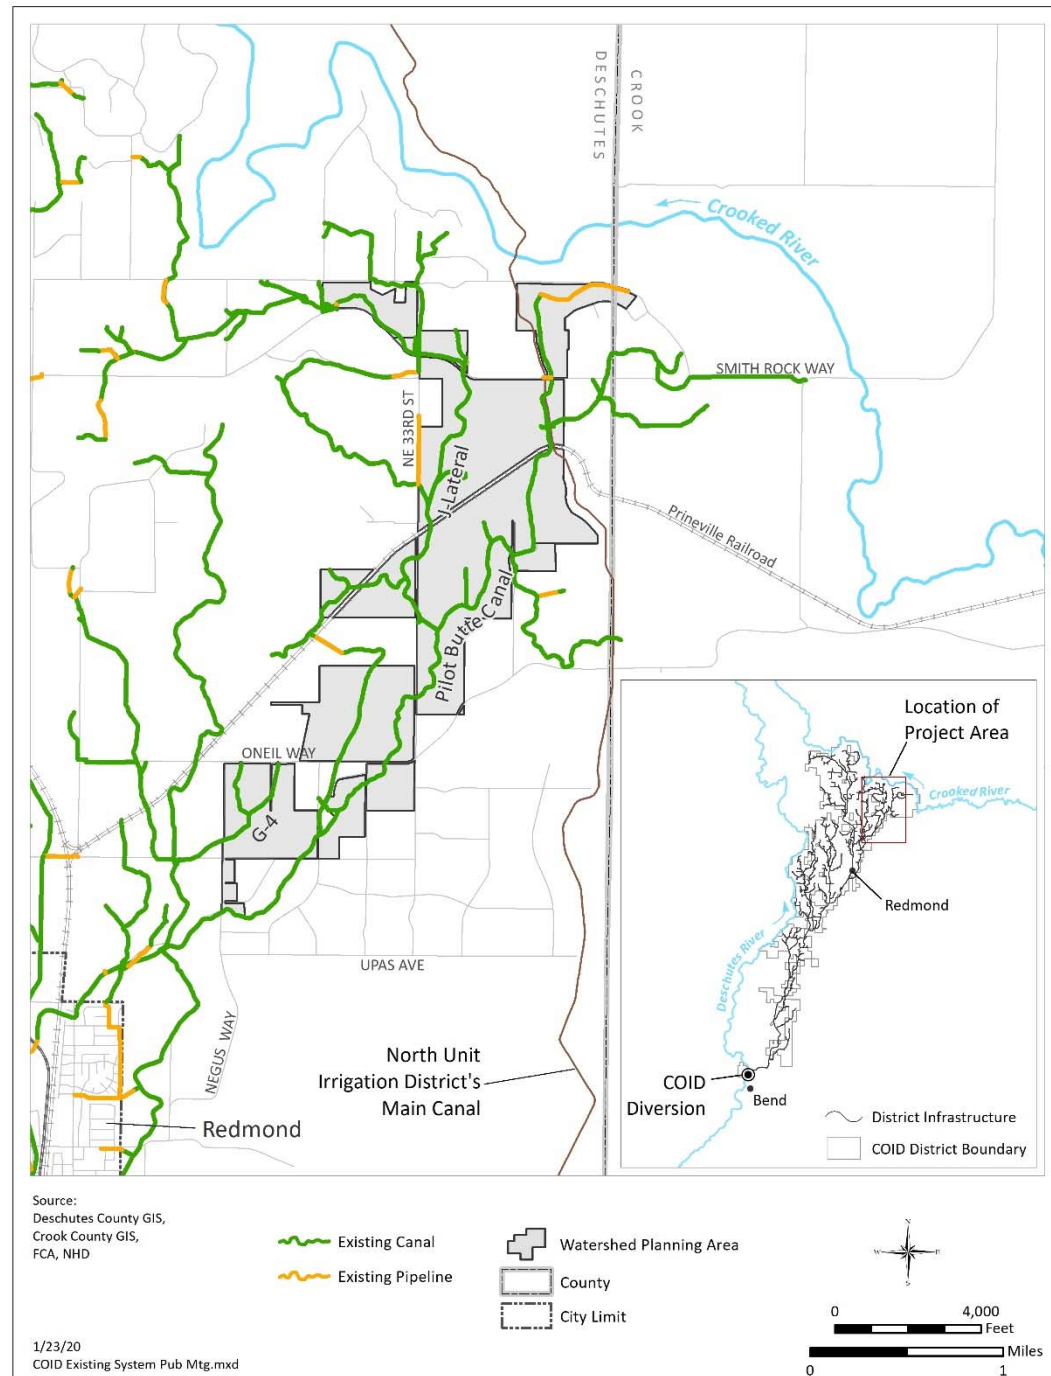 DESCHUTES
CROOK
Crooked River
SMITH ROCK WAY
NE 33RD ST
J-Lateral
Prineville Railroad
Pilot Butte Canal
ONEIL WAY
G-4
UPAS AVE
NEGUS WAY
North Unit
Irrigation District's
Main Canal
Redmond
Location of
Project Area
Crooked River
Redmond
Deschutes River
COID
Diversion
Bend
District Infrastructure
COID District Boundary
Source:
Deschutes County GIS,
Crook County GIS,
FCA, NHD
Existing Canal
Existing Pipeline
Watershed Planning Area
County
City Limit
N
W
E
S
0 4,000
Feet
Miles
0 1
1/23/20
COID Existing System Pub Mtg.mxd